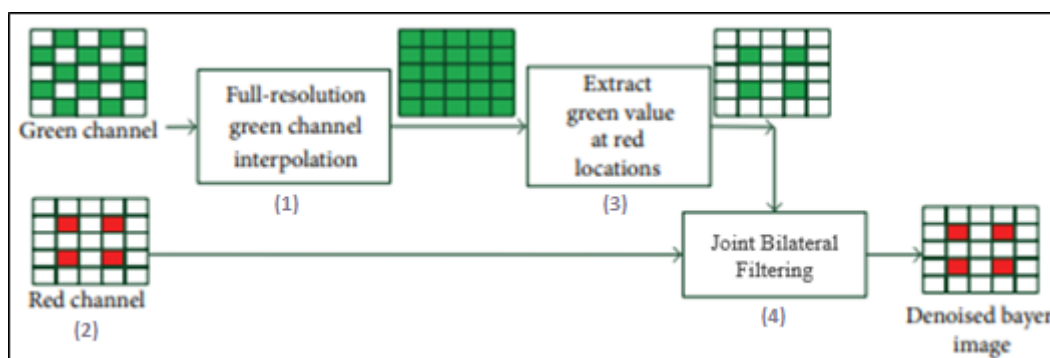 Green channel
Full-resolution
green channel
interpolation
(1)
Extract
green value
at red
locations
(3)
Red channel
(2)
Joint Bilateral
Filtering
(4)
Denoised bayer
image